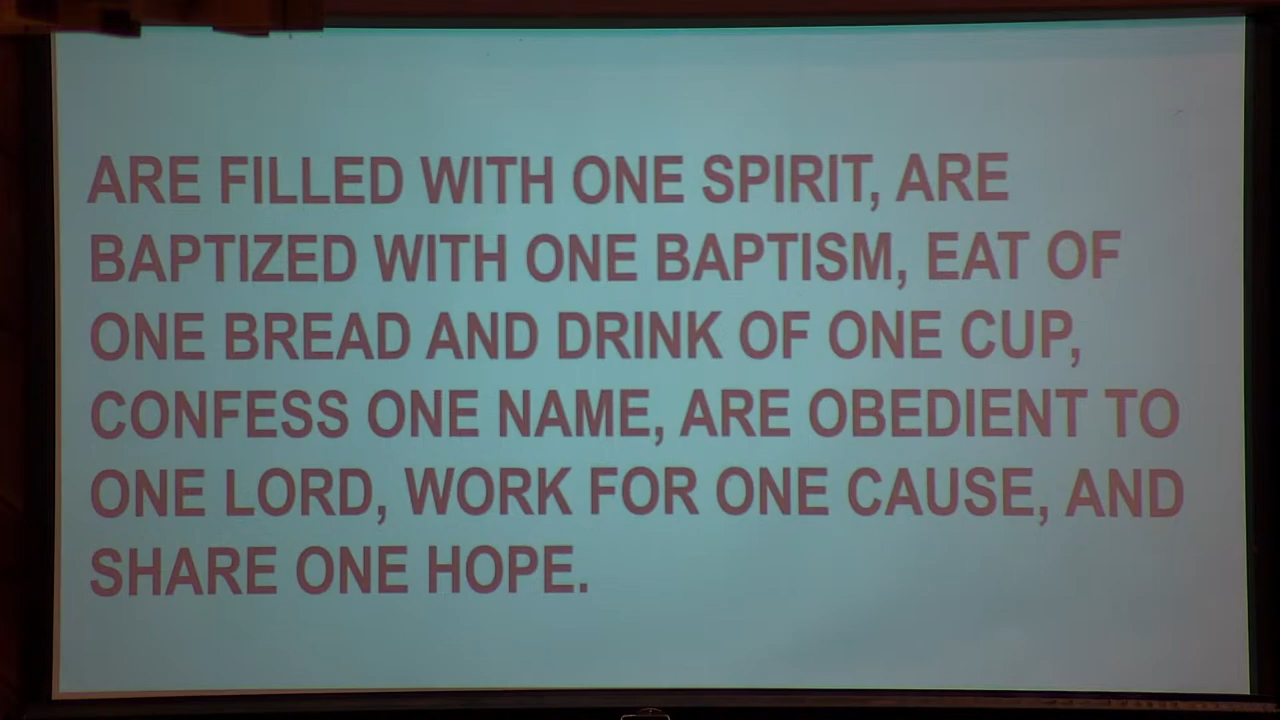 ARE FILLED WITH ONE SPIRIT, ARE
BAPTIZED WITH ONE BAPTISM, EAT OF
ONE BREAD AND DRINK OF ONE CUP,
CONFESS ONE NAME, ARE OBEDIENT TO
ONE LORD, WORK FOR ONE CAUSE, AND
SHARE ONE HOPE.